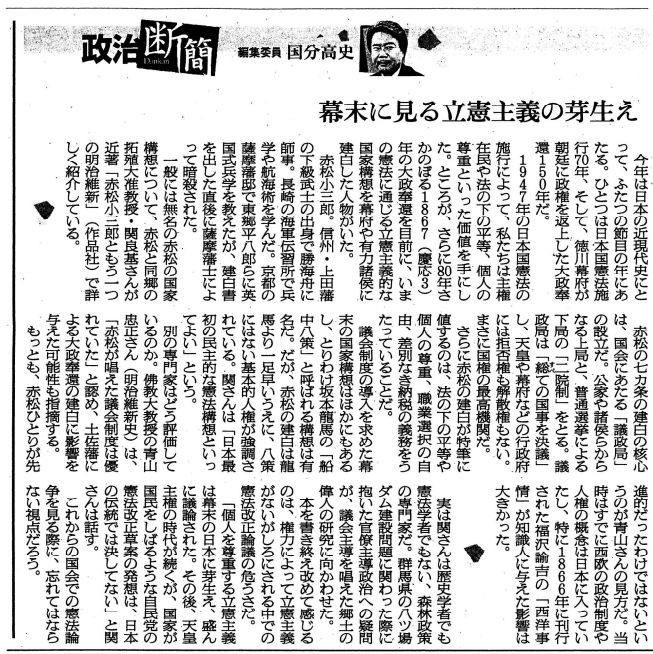 政治断簡
Dankan
編集委員 国分高史
幕末に見る立憲主義の芽生え
今年は日本の近現代史にと
って、ふたつの節目の年にあ
たる。ひとつは日本国憲法施
行70年、そして、徳川幕府が
朝廷に政権を返上した大政奉
還150年だ。
1947年の日本国憲法の
施行によって、私たちは主権
在民や法の下の平等、個人の
尊重といった価値を手にし
た。ところが、さらに80年さ
かのぼる1867（慶応3）
年の大政奉還を目前に、いま
の憲法に通じる立憲主義的な
国家構想を幕府や有力諸侯に
建白した人物がいた。
赤松小三郎。信州・上田藩
の下級武士の出身で勝海舟に
師事。長崎の海軍伝習所で兵
学や航海術を学んだ。京都の
薩摩藩邸で東郷平八郎らに英
国式兵学を教えたが、建白書
を出した直後に薩摩藩士によ
って暗殺された。
一般には無名の赤松の国家
構想について、赤松と同郷の
拓殖大准教授・関良基さんが
近著「赤松小三郎ともう一つ
の明治維新」（作品社）で詳
しく紹介している。
赤松の七カ条の建白の核心
は、国会にあたる「議政局」
の設立だ。公家や諸侯らから
なる上局と、普通選挙による
下局の「二院制」をとる。議
政局は「総ての国事を決議」
し、天皇や幕府などの行政府
には拒否権も解散権もない。
まさに国権の最高機関だ。
さらに赤松の建白が特筆に
値するのは、法の下の平等や
個人の尊重、職業選択の自
由、差別なき納税の義務をう
たっていることだ。
議会制度の導入を求めた幕
末の国家構想はほかにもある
し、とりわけ坂本龍馬の「船
中八策」と呼ばれる構想は有
名だ。だが、赤松の建白は龍
馬より一足早いうえに、八策
にはない基本的人権が強調さ
れている。関さんは「日本最
初の民主的な憲法構想といっ
てよい」という。
別の専門家はどう評価して
いるのか。佛教大教授の青山
忠正さん（明治維新史）は、
「赤松が唱えた議会制度は優
れていた」と認め、土佐藩に
よる大政奉還の建白に影響を
与えた可能性も指摘する。
もっとも、赤松ひとりが先
進的だったわけではないとい
うのが青山さんの見方だ。当
時はすでに西欧の政治制度や
人権の概念は日本に入ってい
たし、特に1866年に刊行
された福沢諭吉の「西洋事
情」が知識人に与えた影響は
大きかった。
実は関さんは歴史学者でも
憲法学者でもない、森林政策
の専門家だ。群馬県の八ツ場
ダム建設問題に関わった際に
抱いた官僚主導政治への疑問
が、議会主導を唱えた郷土の
偉人の研究に向かわせた。
本を書き終え改めて感じる
のは、権力によって立憲主義
がないがしろにされる中での
憲法改正論議の危うさだ。
「個人を尊重する立憲主義
は幕末の日本に芽生え、盛ん
に議論された。その後、天皇
主権の時代が続くが、国家が
国民をしばるような自民党の
憲法改正草案の発想は、日本
の伝統では決してない」と関
さんは話す。
これからの国会での憲法論
争を見る際に、忘れてはなら
ない視点だろう。